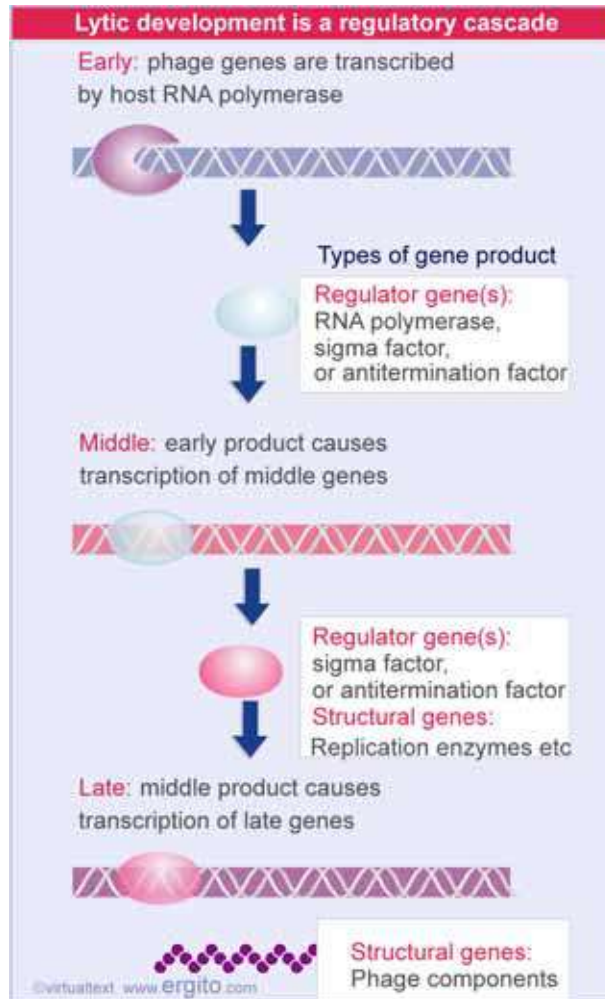 Lytic development is a regulatory cascade
Early: phage genes are transcribed
by host RNA polymerase
Types of gene product
Regulator gene(s):
RNA polymerase,
sigma factor,
or antitermination factor
Middle: early product causes
transcription of middle genes
Regulator gene(s):
sigma factor,
or antitermination factor
Structural genes:
Replication enzymes etc
Late: middle product causes
transcription of late genes
Structural genes:
Phage components
©virtualtext www.ergito.com